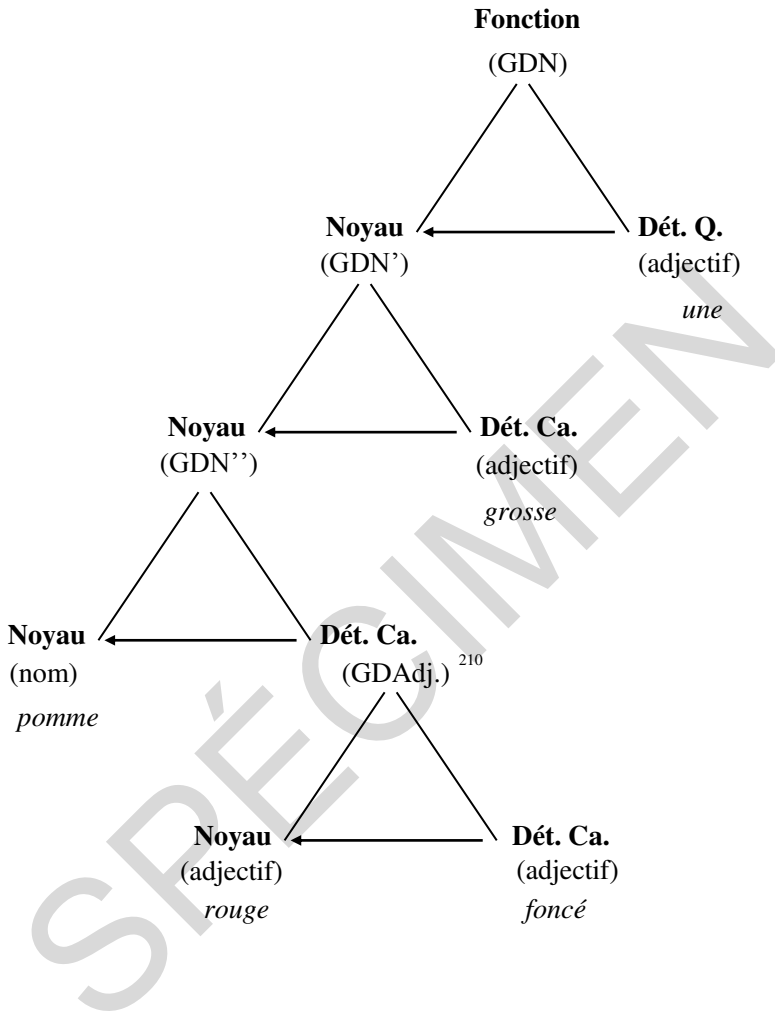 Fonction
(GDN)
Noyau Dét. Q.
(GDN') (adjectif)
une
Noyau Dét. Ca.
(GDN'') (adjectif)
grosse
Noyau Dét. Ca.
(nom) (GDAdj.) 210
pomme
Noyau Dét. Ca.
(adjectif) (adjectif)
rouge foncé
SPÉCIMEN